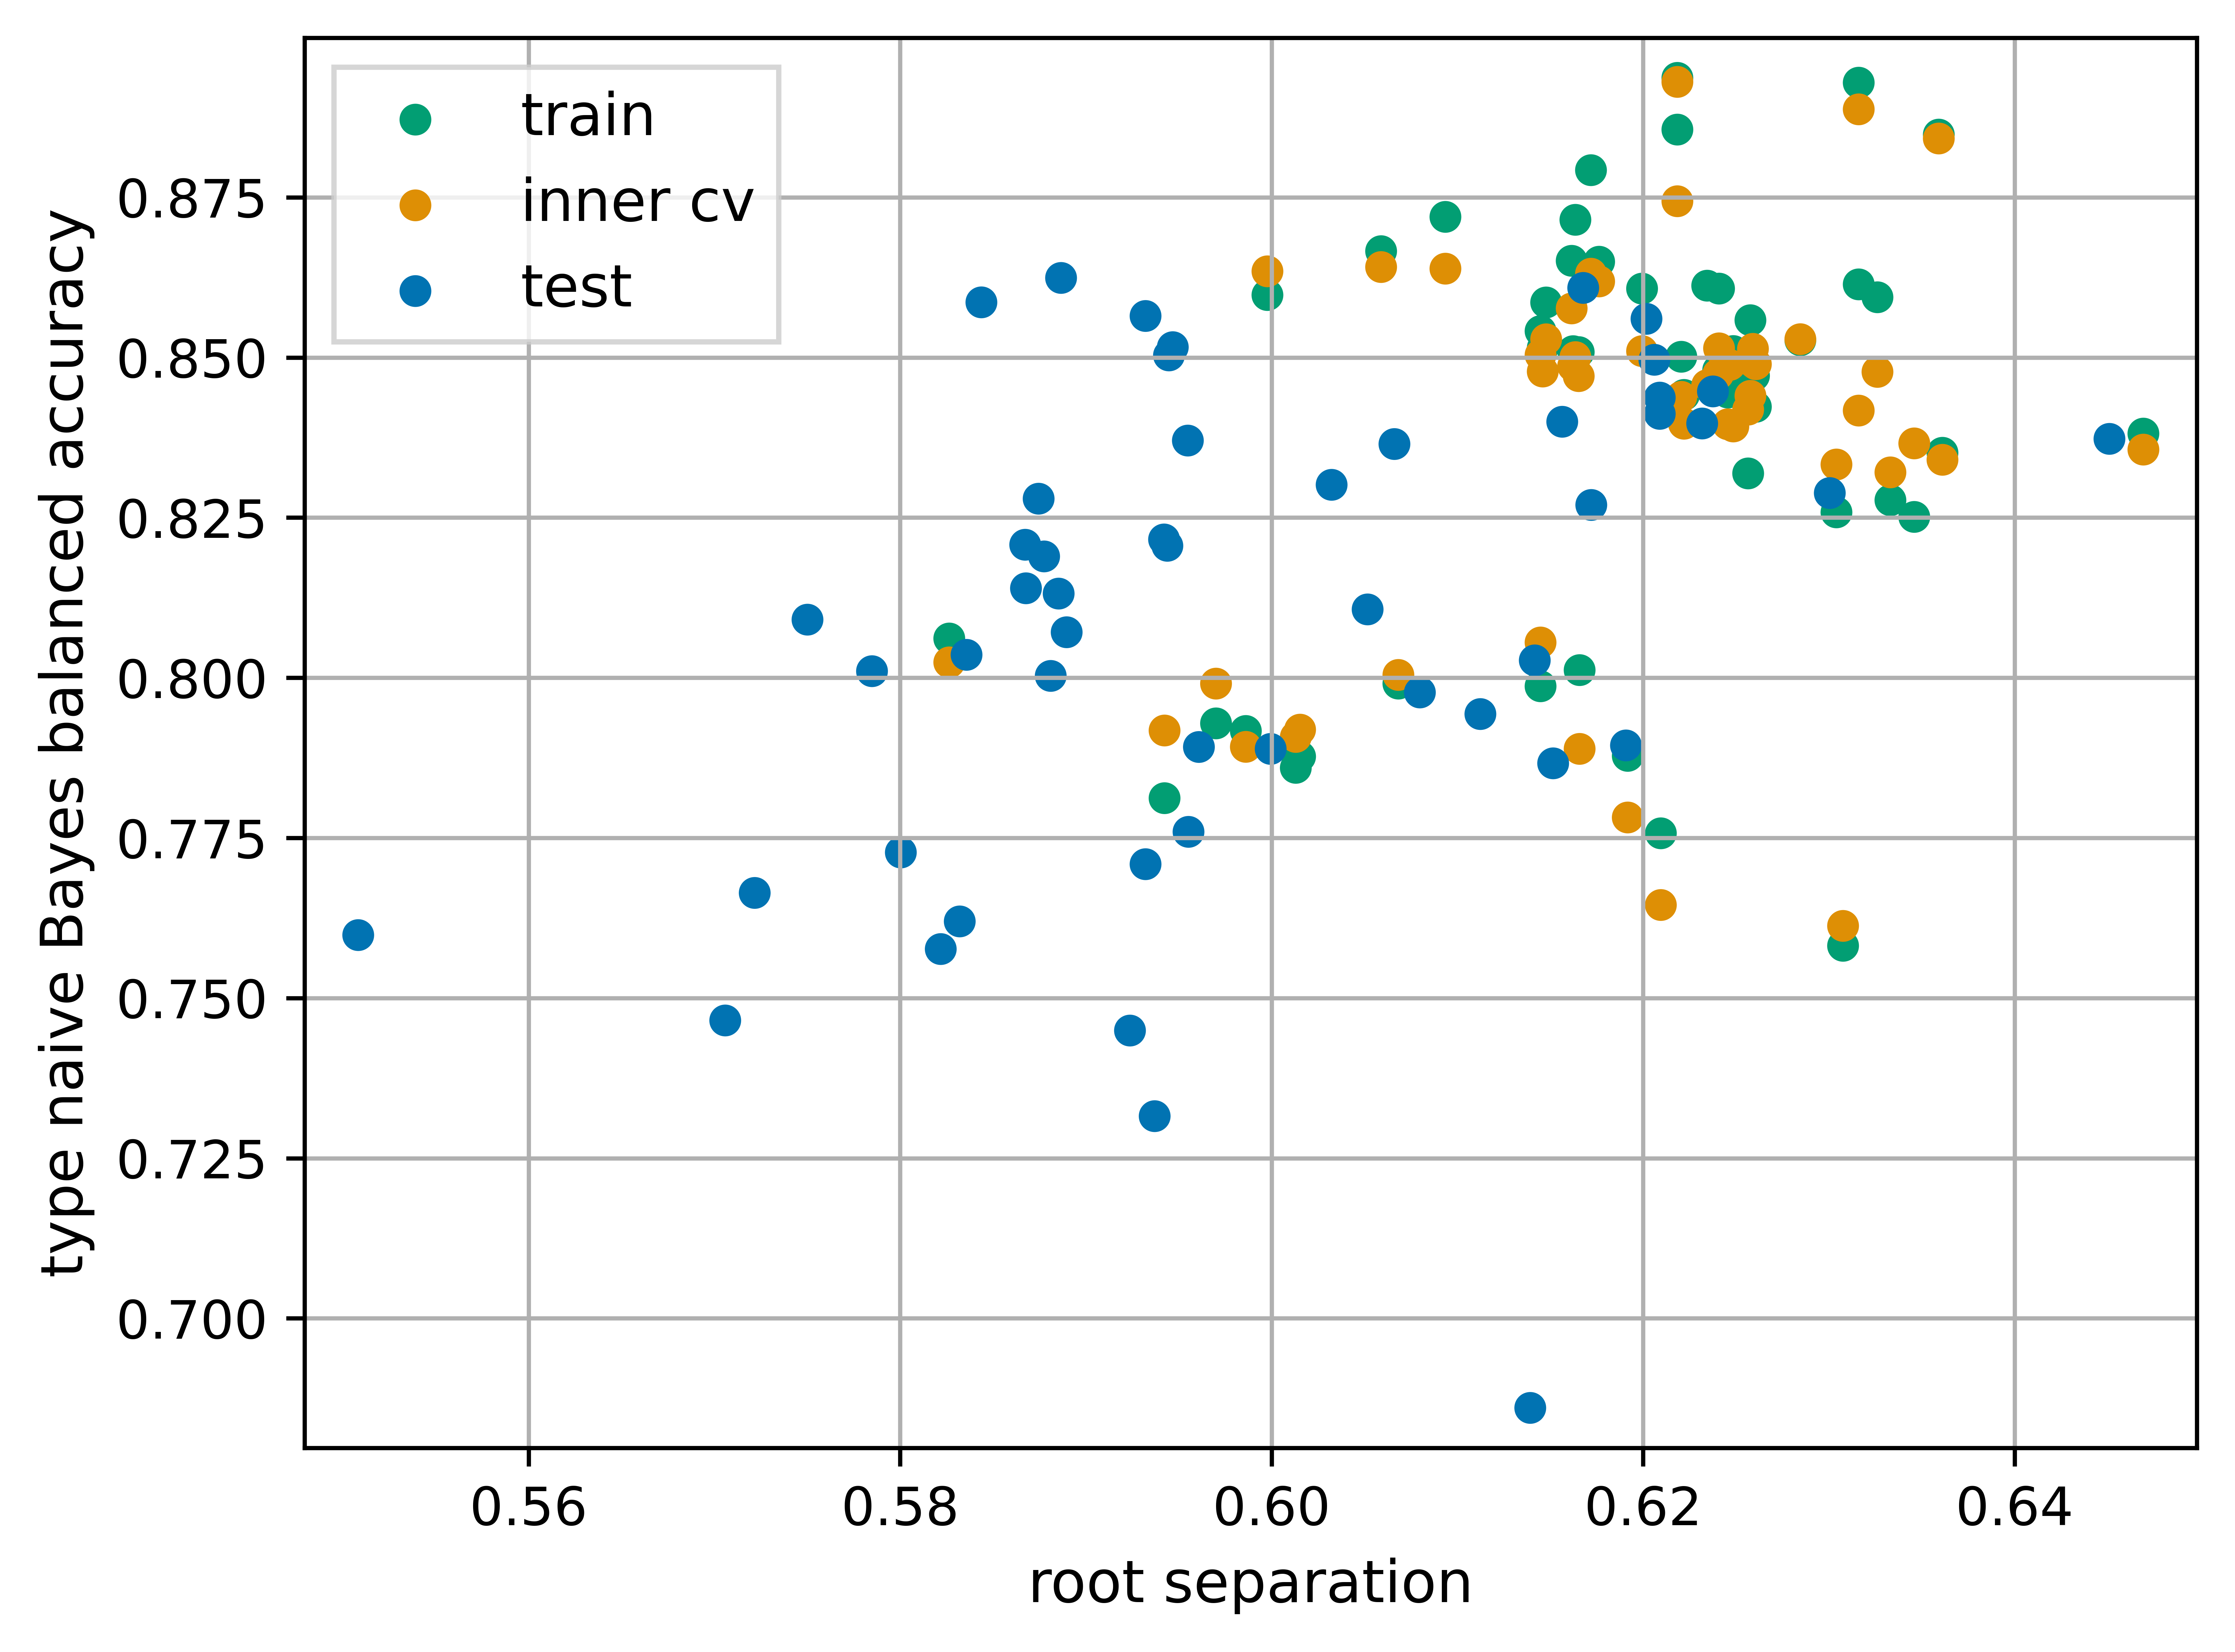 train
inner cv
test
type naive Bayes balanced accuracy
0.875
0.850
0.825
0.800
0.775
0.750
0.725
0.700
0.56
0.58
0.60
0.62
0.64
root separation